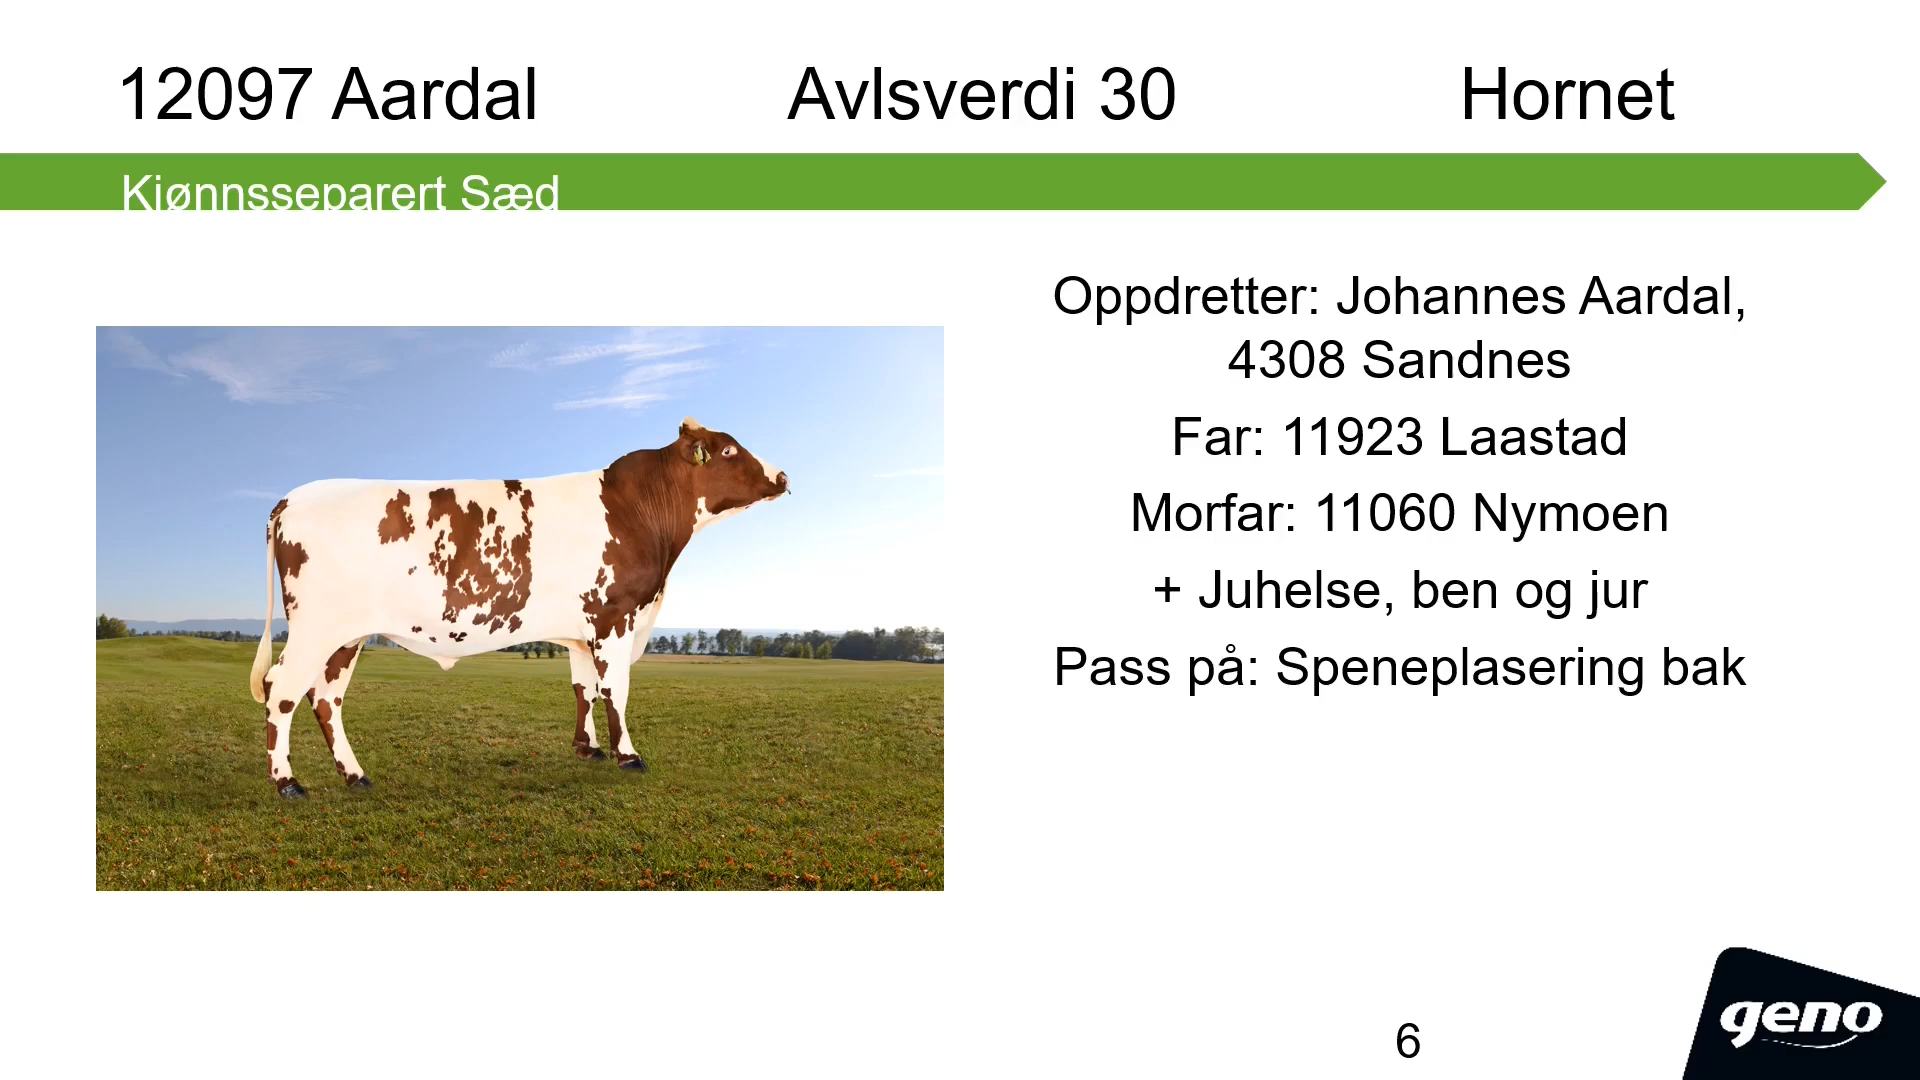 12097 Aardal Avlsverdi 30 Hornet
Kjønnsseparert Sæd
Oppdretter: Johannes Aardal,
4308 Sandnes
Far: 11923 Laastad
Morfar: 11060 Nymoen
+ Juhelse, ben og jur
Pass på: Speneplasering bak
geno
6